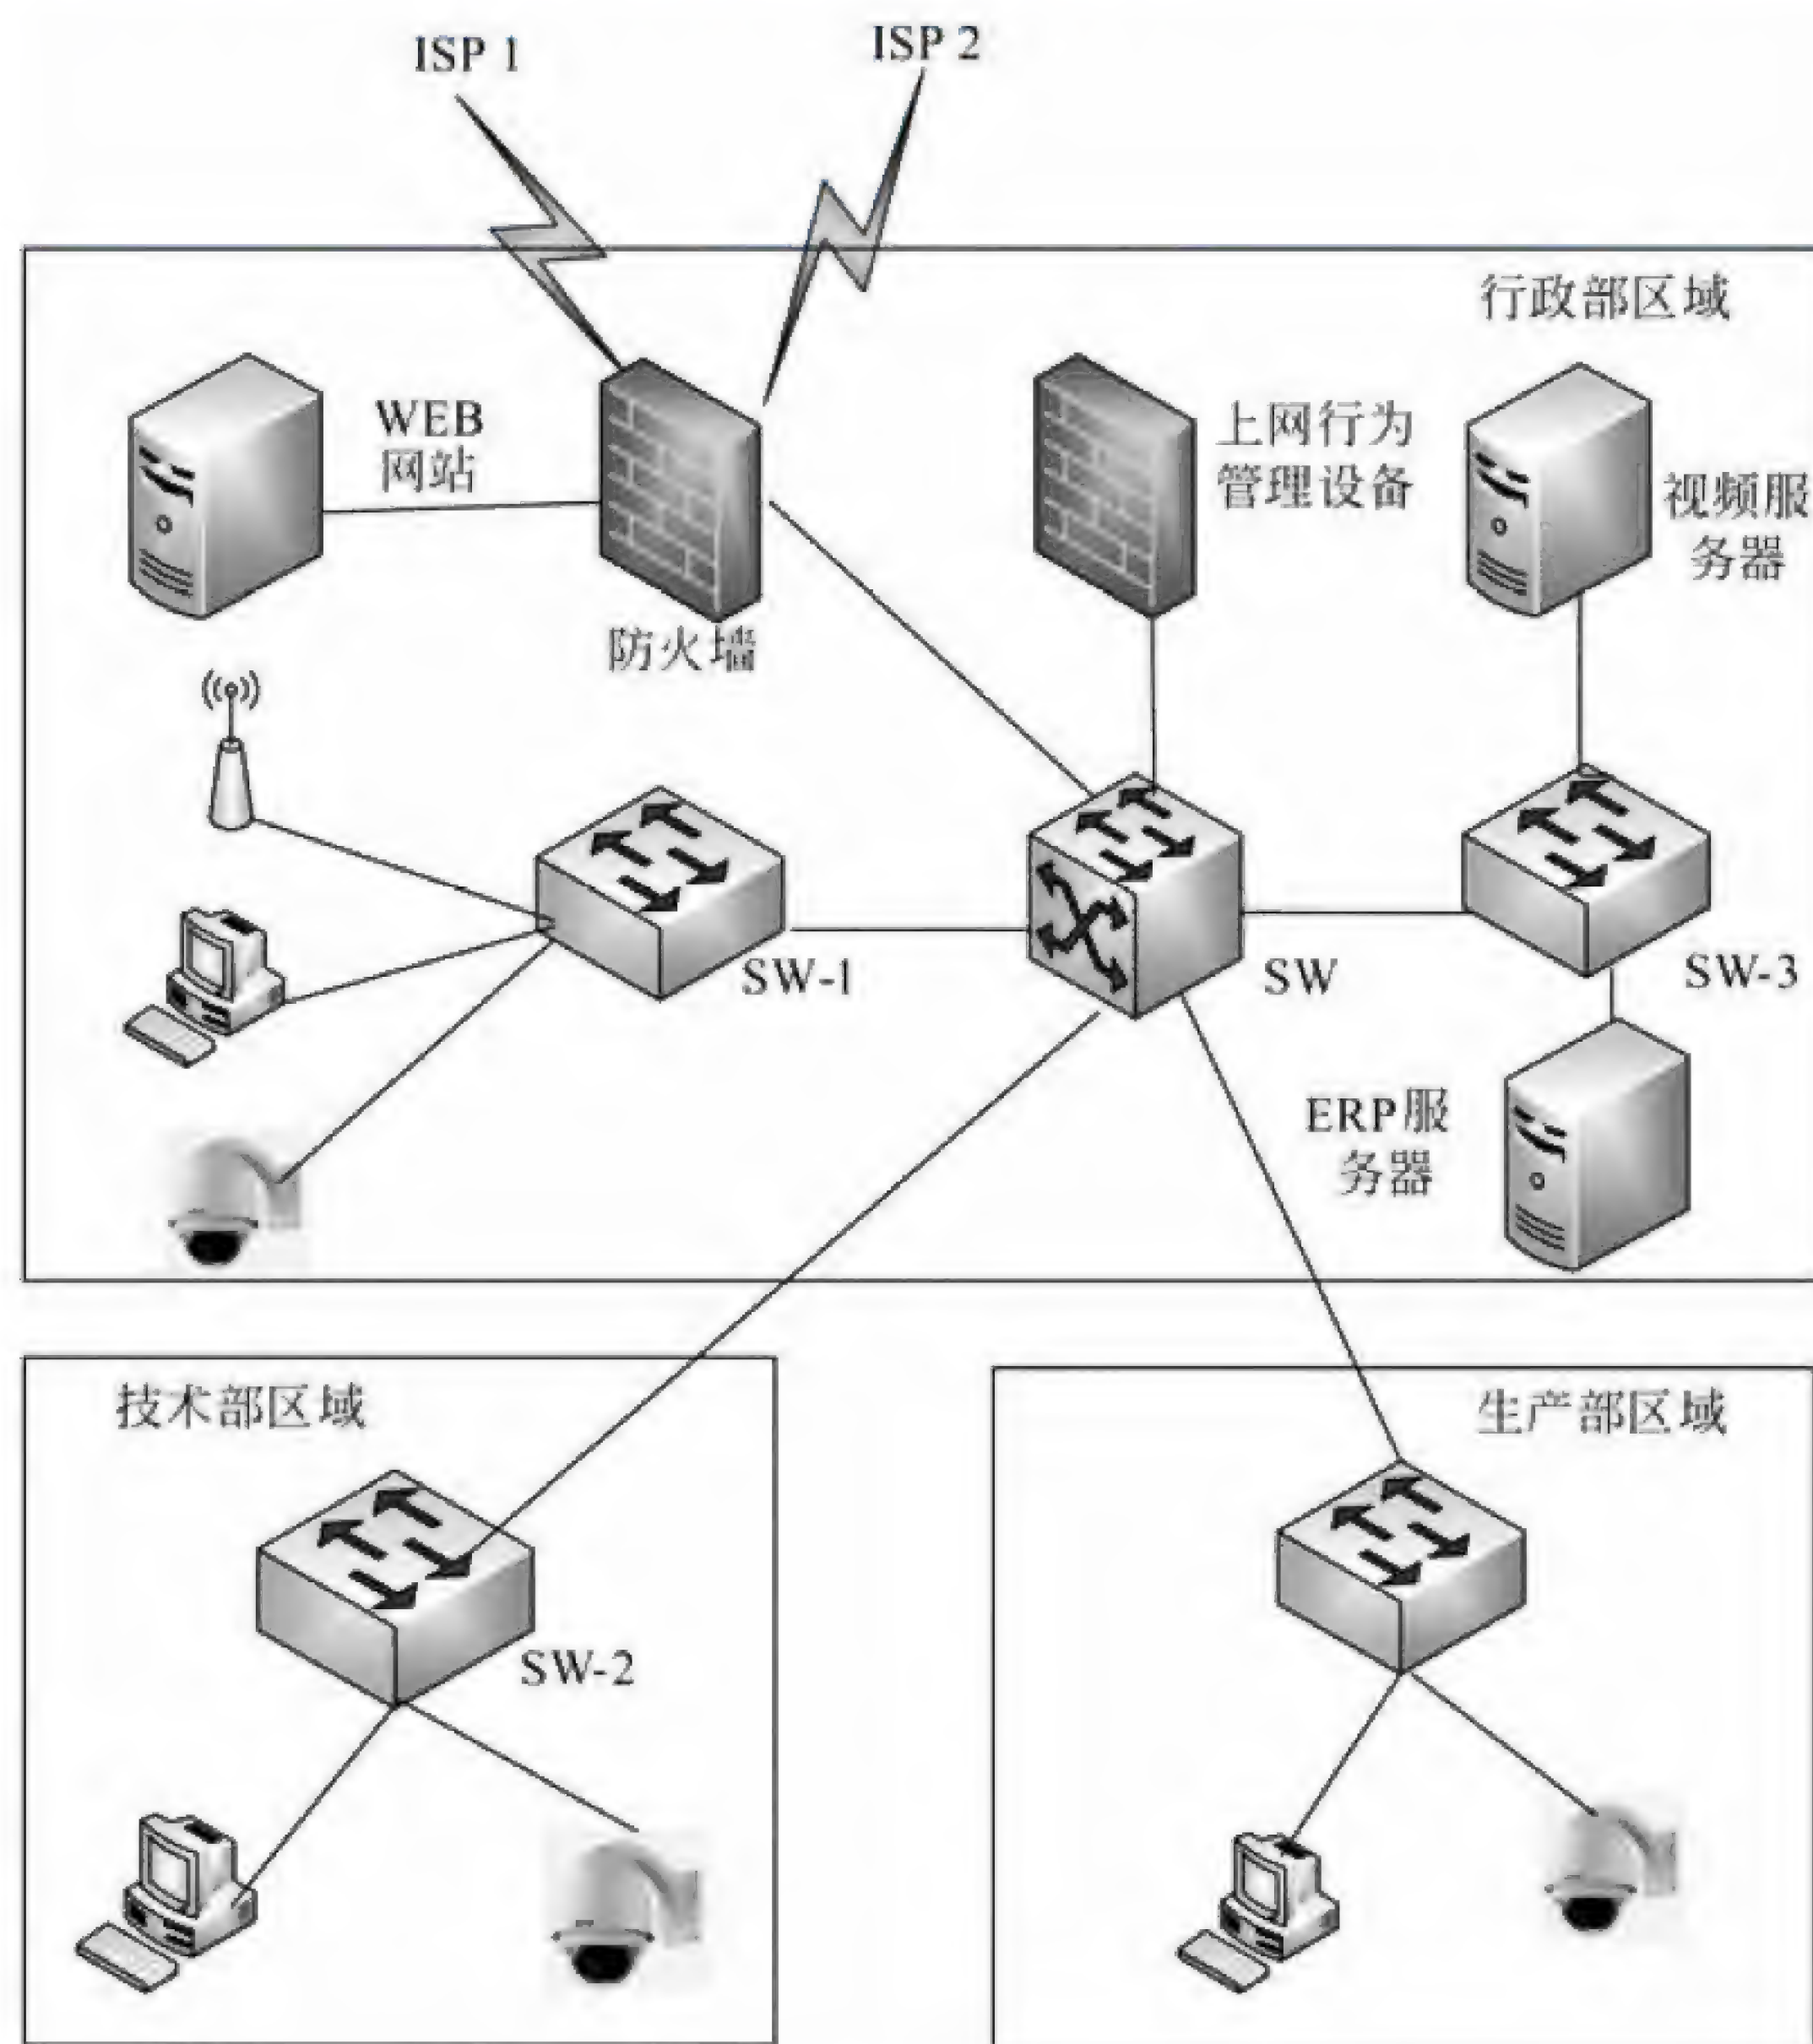 ISP 1
ISP 2
行政部区域
WEB
网站
上网行为
管理设备
视频服
务器
防火墙
SW-1
SW
SW-3
ERP服
务器
技术部区域
生产部区域
SW-2